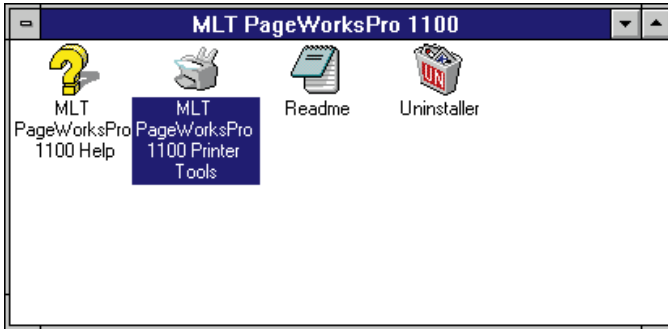 MLT PageWorksPro 1100
MLT
PageWorksPro
1100 Help
MLT
PageWorksPro
1100 Printer
Tools
Readme
UN
Uninstaller